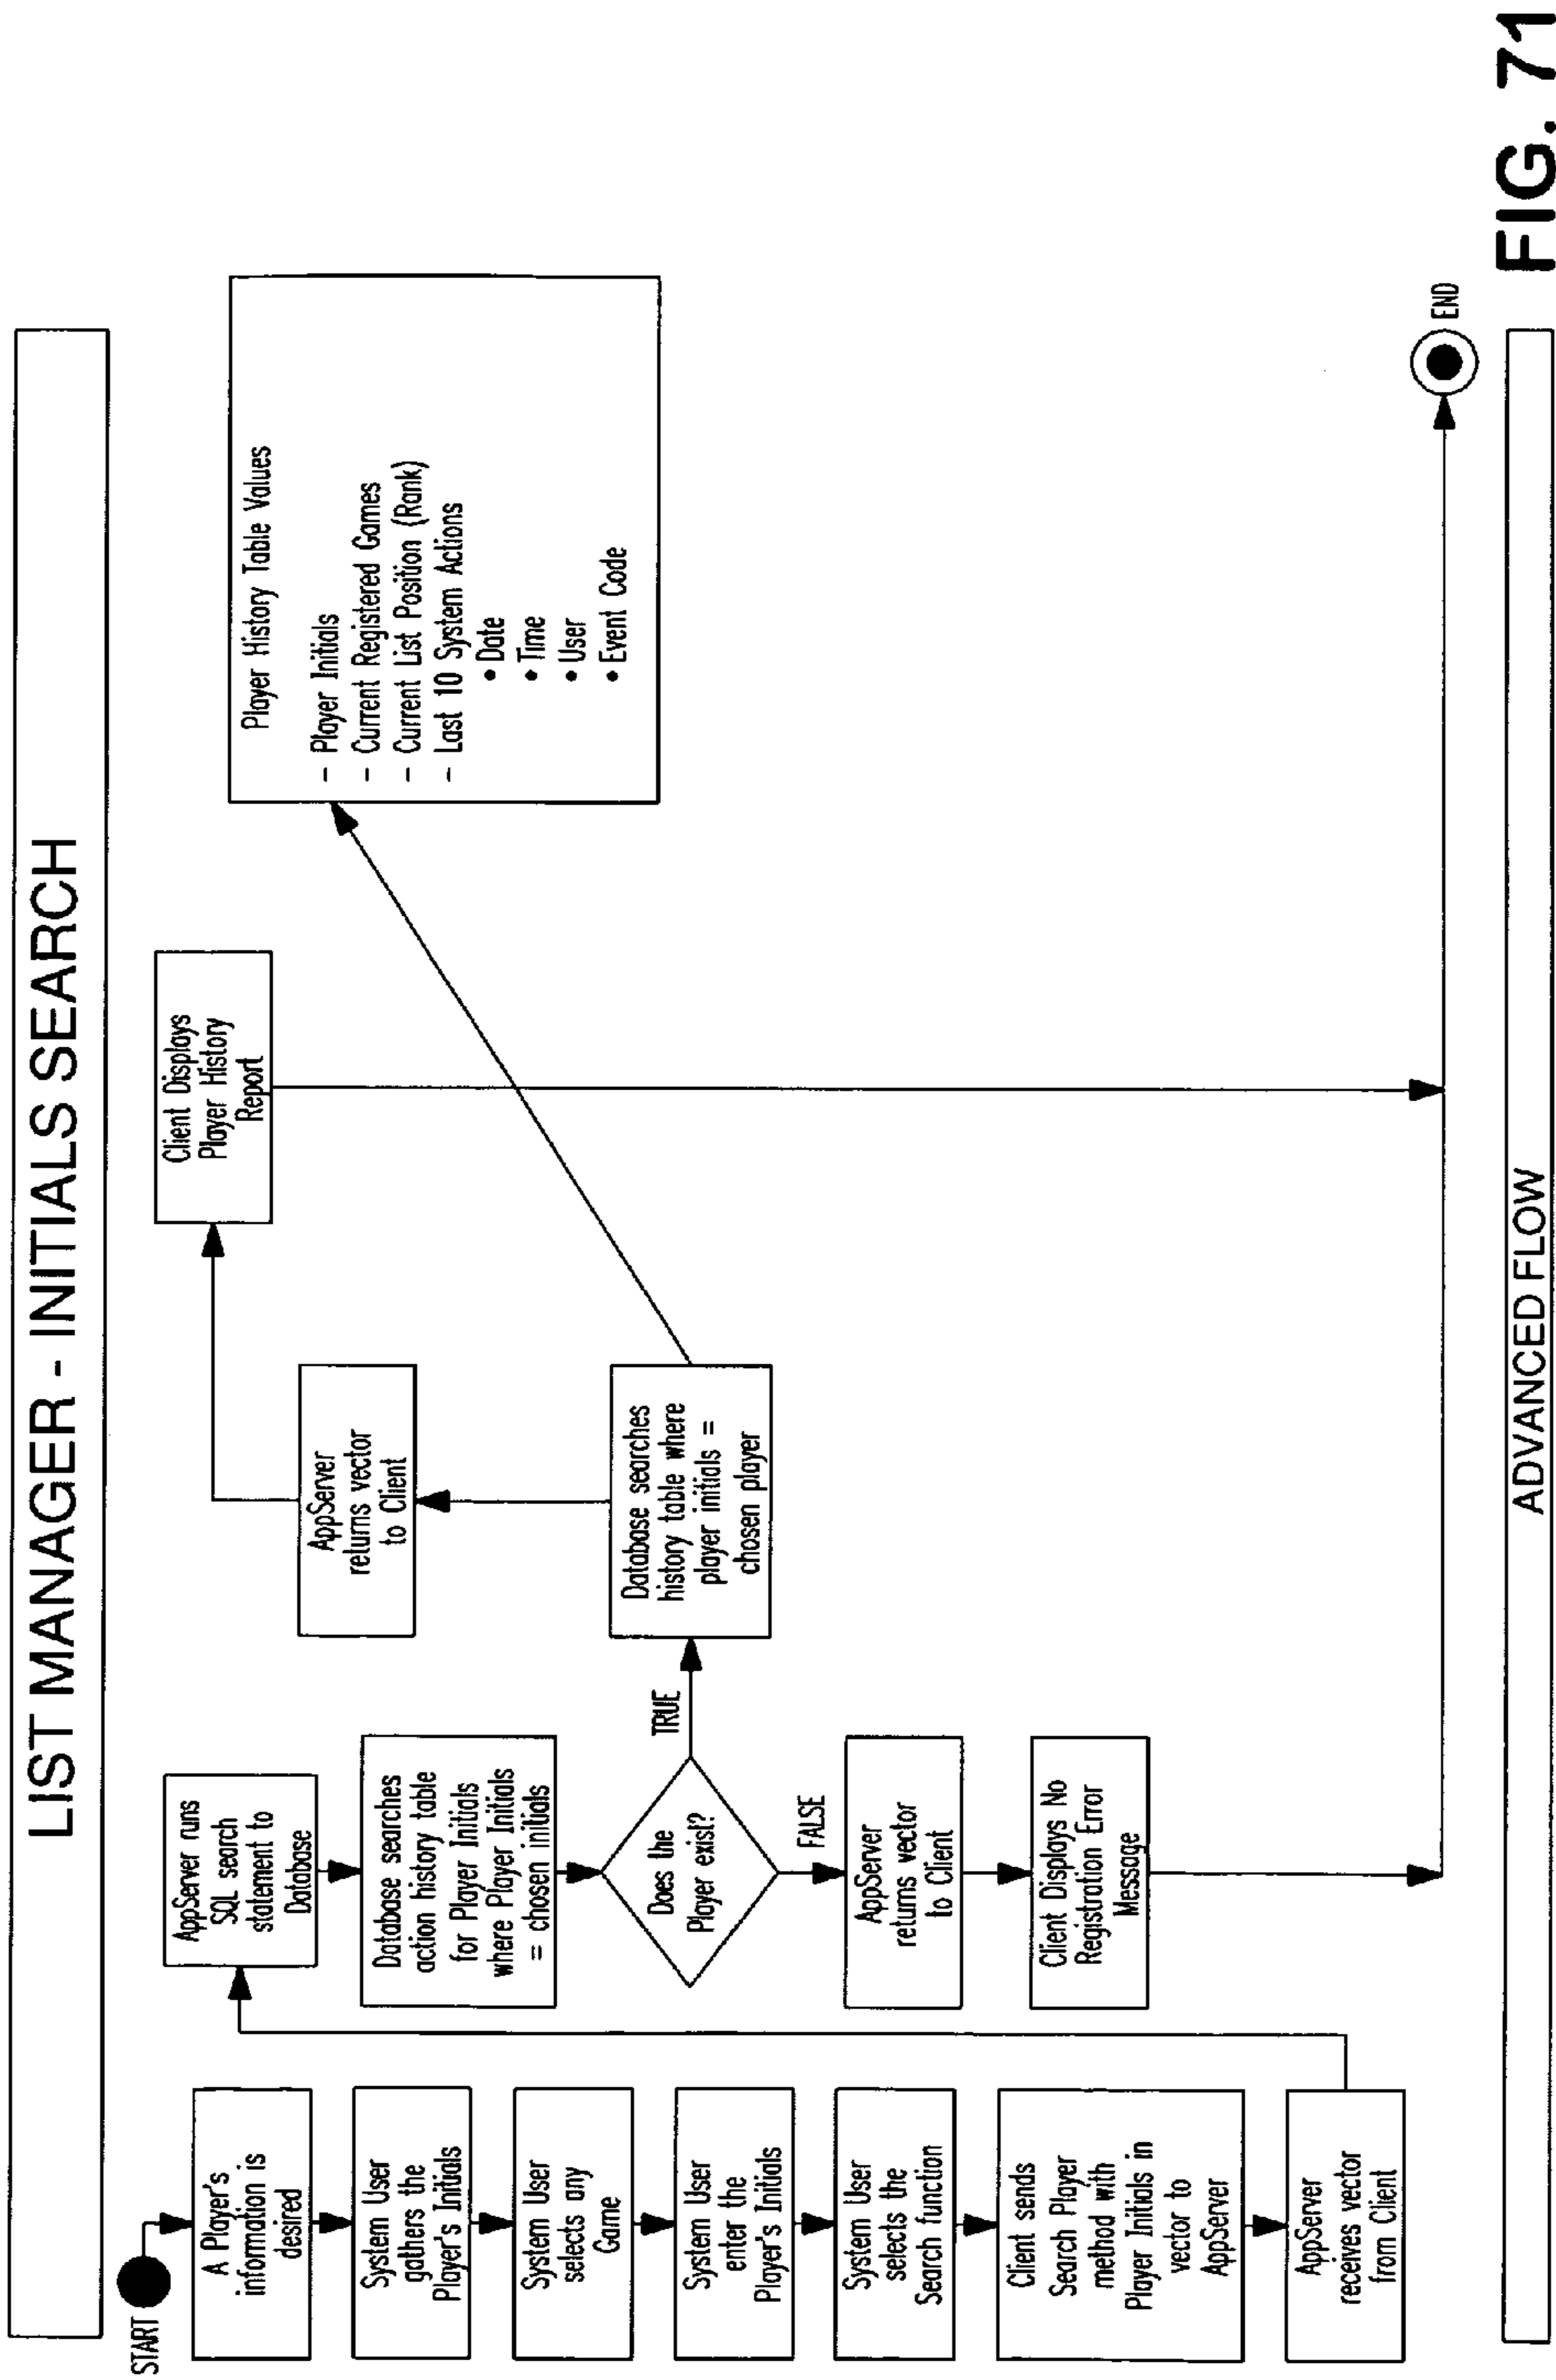 LIST MANAGER - INITIALS SEARCH
START
A Player's
information is
desired
System User
gathers the
Player's Initials
System User
selects any
Game
System User
enter the
Player's Initials
System User
selects the
Search function
Client sends
Search Player
method with
Player Initials in
vector to
AppServer
AppServer
receives vector
from Client
AppServer runs
SQL search
statement to
Database
Database searches
action history table
for Player Initials
where Player Initials
= chosen initials
Does the
Player exist?
TRUE
FALSE
AppServer
returns vector
to Client
Client Displays No
Registration Error
Message
Database searches
history table where
player initials =
chosen player
AppServer
returns vector
to Client
Client Displays
Player History
Report
Player History Table Values
- Player Initials
- Current Registered Games
- Current List Position (Rank)
- Last 10 System Actions
• Date
• Time
• User
• Event Code
END
ADVANCED FLOW
FIG. 71